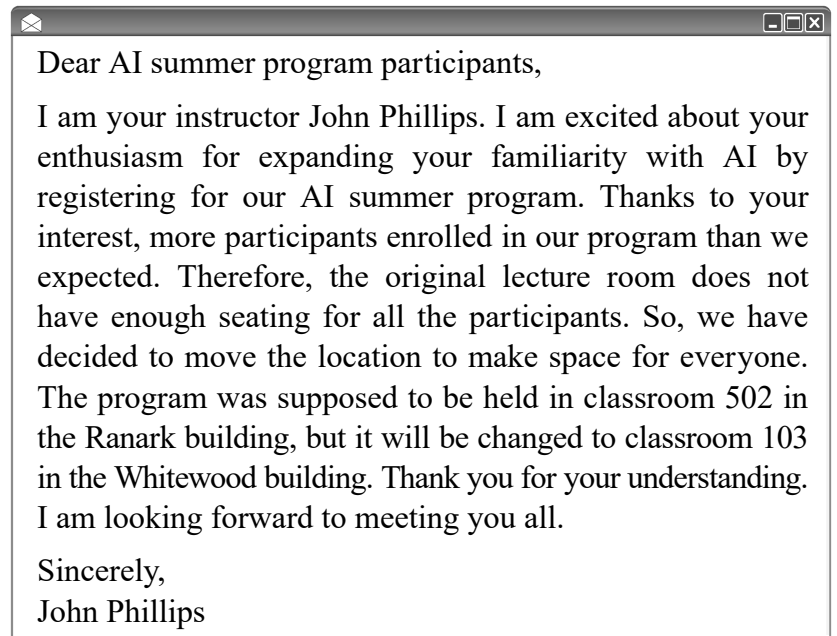 Dear AI summer program participants,
I am your instructor John Phillips. I am excited about your
enthusiasm for expanding your familiarity with AI by
registering for our AI summer program. Thanks to your
interest, more participants enrolled in our program than we
expected. Therefore, the original lecture room does not
have enough seating for all the participants. So, we have
decided to move the location to make space for everyone.
The program was supposed to be held in classroom 502 in
the Ranark building, but it will be changed to classroom 103
in the Whitewood building. Thank you for your understanding.
I am looking forward to meeting you all.
Sincerely,
John Phillips